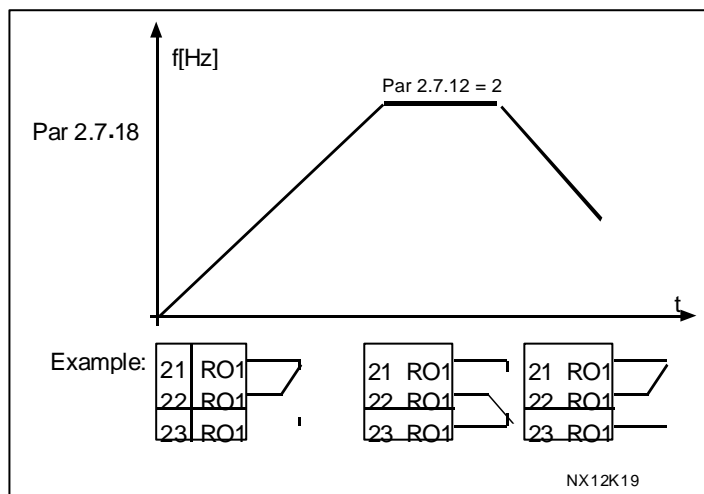 f[Hz]
Par 2.7.12 = 2
Par 2.7.18
t
Example:
21 RO1
22 RO1
23 RO1
21 RO1
22 RO1
23 RO1
21 RO1
22 RO1
23 RO1
NX12K19